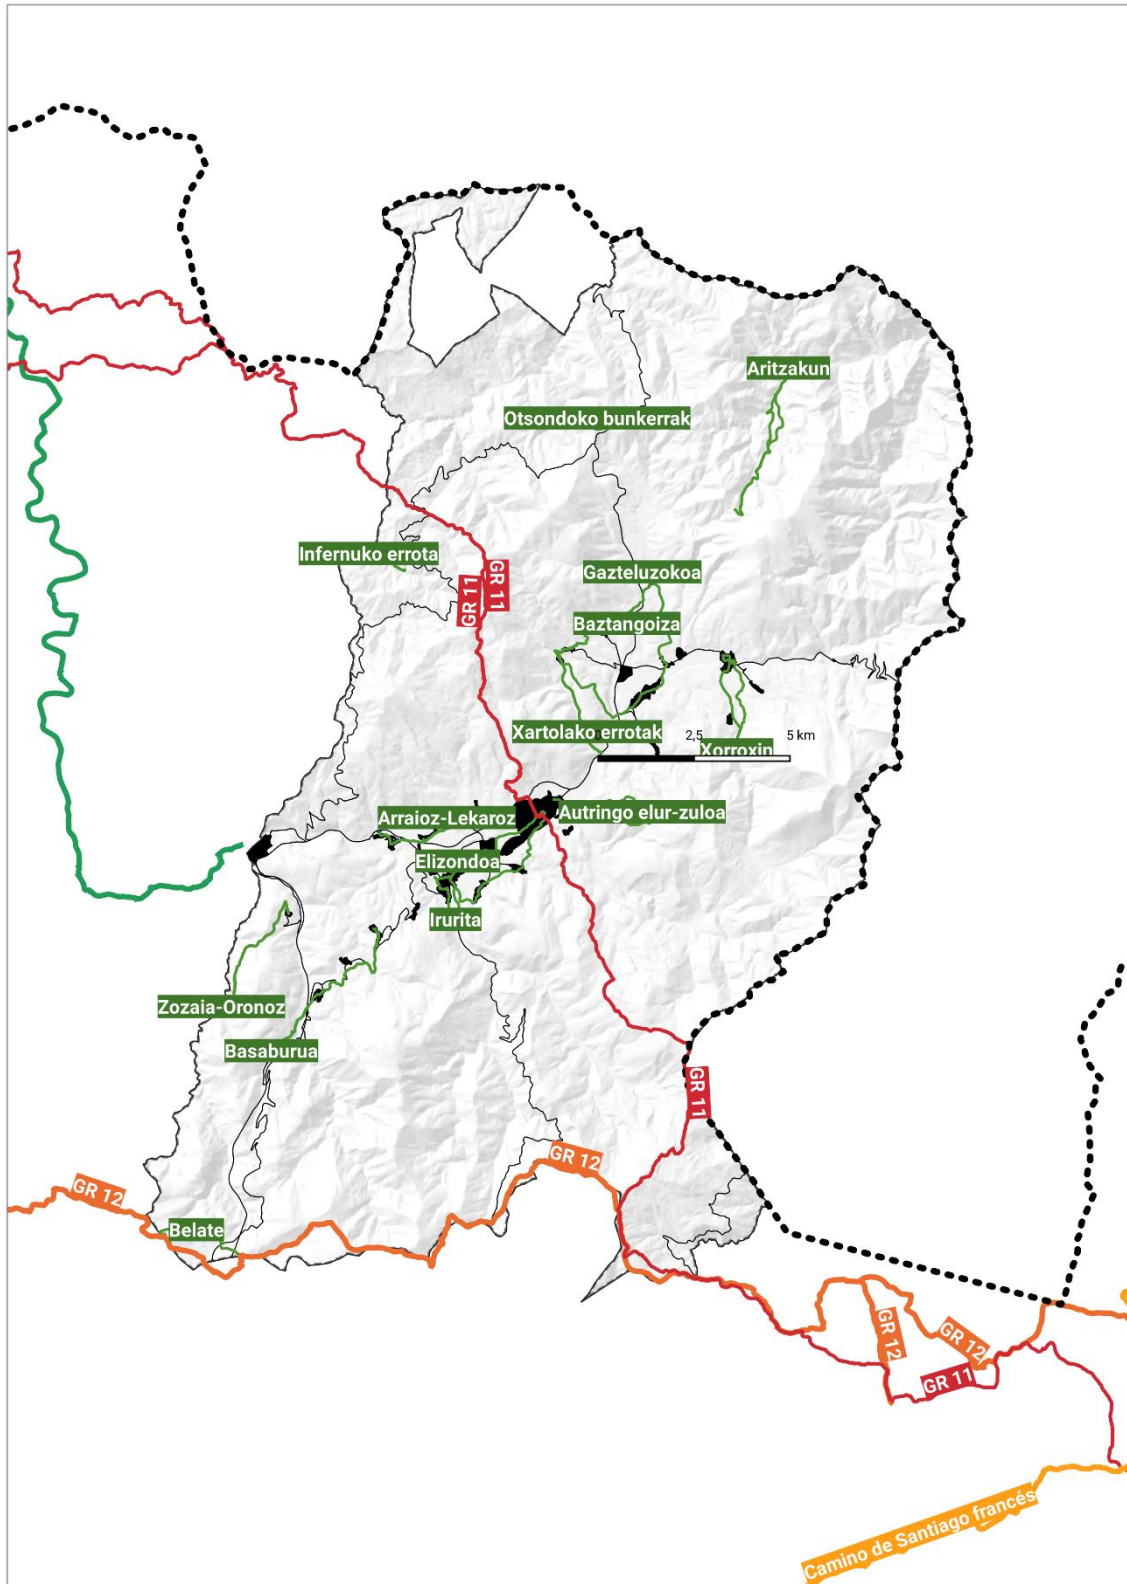 Aritzakun
Otsondoko bunkerrak
Infernuko errota
Gazteluzokoa
GR 11
GR 11
Baztangoiza
Xartolako errotak
2,5
5 km
Xorroxin
Autringo elur-zuloa
Arraioz-Lekaroz
Elizondoa
Irurita
Zozaia-Oronoz
Basaburua
GR 11
GR 12
GR 12
Belate
GR 12
GR 12
GR 11
Camino de Santiago francés